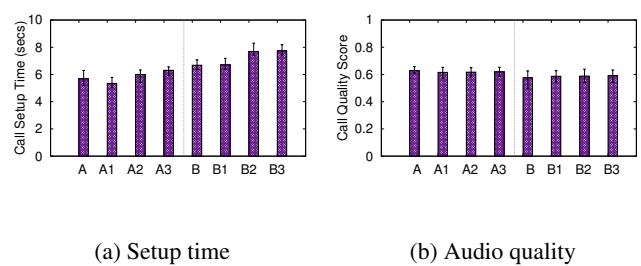 Call Setup Time (secs)
10
8
6
4
2
0
A A1 A2 A3 B B1 B2 B3
(a) Setup time
Call Quality Score
1
0.8
0.6
0.4
0.2
0
A A1 A2 A3 B B1 B2 B3
(b) Audio quality